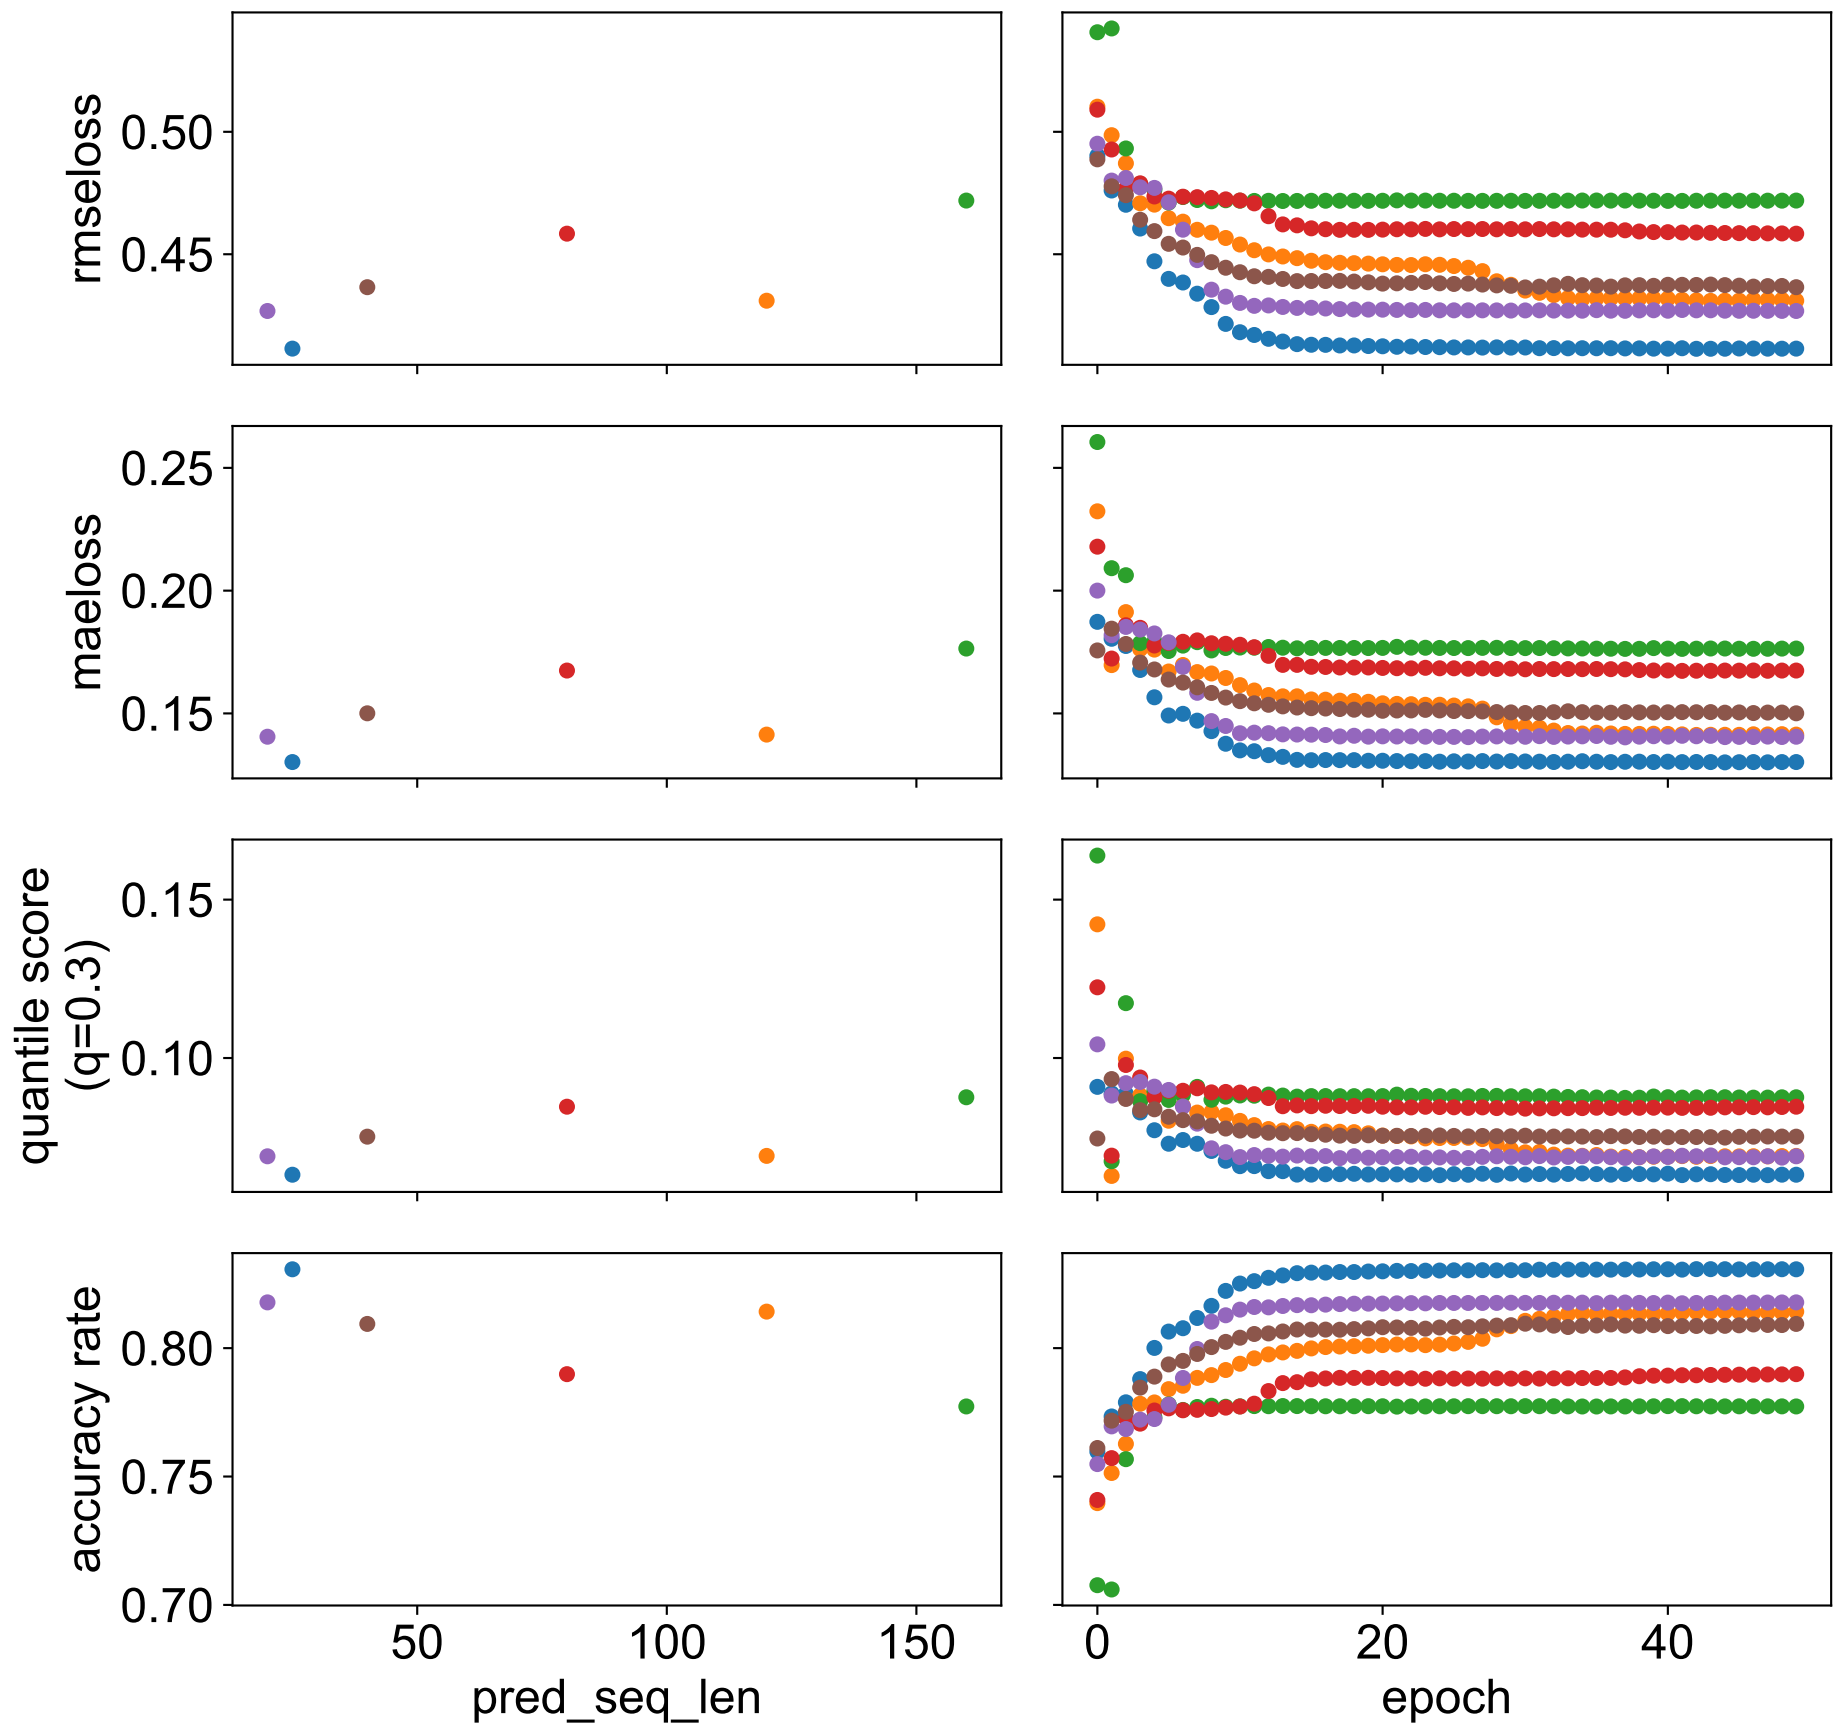 rmseloss
0.50
0.45
maeloss
0.25
0.20
0.15
quantile score
(q=0.3)
0.15
0.10
accuracy rate
0.80
0.75
0.70
50 100 150
pred_seq_len
0 20 40
epoch